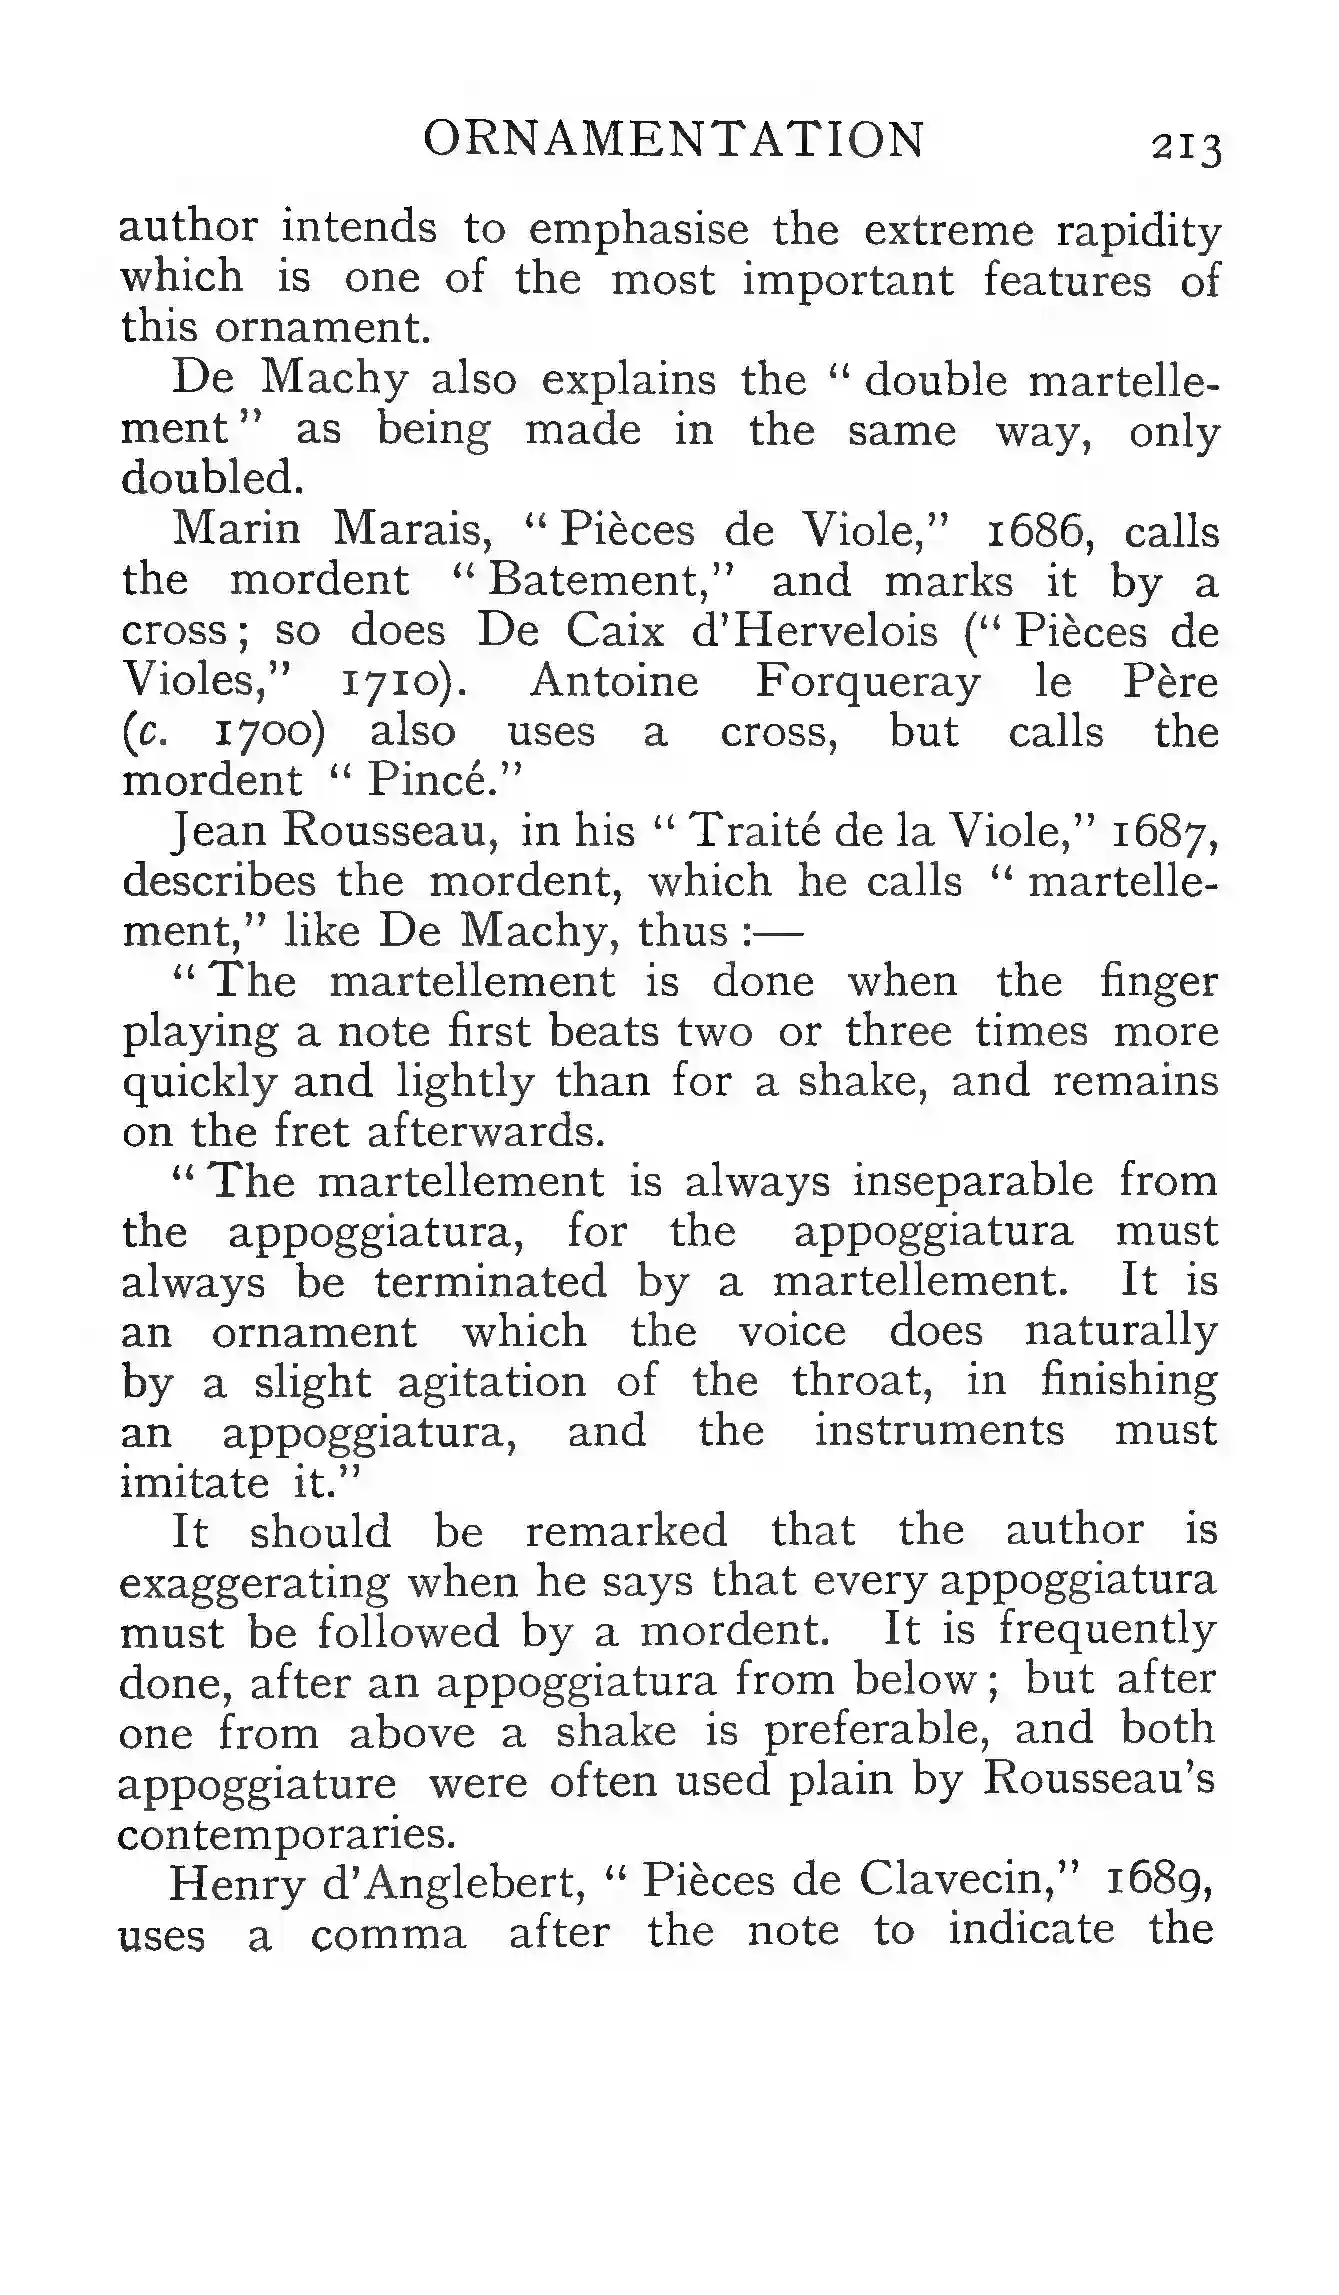 ORNAMENTATION 213
author intends to emphasise the extreme rapidity
which is one of the most important features of
this ornament.
De Machy also explains the “ double martelle-
ment” as being made in the same way, only
doubled.
Marin Marais, “ Pièces de Viole,” 1686, calls
the mordent “ Batement,” and marks it by a
cross ; so does De Caix d’Hervelois (“ Pièces de
Violes,” 1710). Antoine Forqueray le Père
(c. 1700) also uses a cross, but calls the
mordent “ Pincé.”
Jean Rousseau, in his “ Traité de la Viole,” 1687,
describes the mordent, which he calls “ martelle-
ment,” like De Machy, thus :—
“ The martellement is done when the finger
playing a note first beats two or three times more
quickly and lightly than for a shake, and remains
on the fret afterwards.
“ The martellement is always inseparable from
the appoggiatura, for the appoggiatura must
always be terminated by a martellement. It is
an ornament which the voice does naturally
by a slight agitation of the throat, in finishing
an appoggiatura, and the instruments must
imitate it.”
It should be remarked that the author is
exaggerating when he says that every appoggiatura
must be followed by a mordent. It is frequently
done, after an appoggiatura from below ; but after
one from above a shake is preferable, and both
appoggiature were often used plain by Rousseau’s
contemporaries.
Henry d’Anglebert, “ Pièces de Clavecin,” 1689,
uses a comma after the note to indicate the